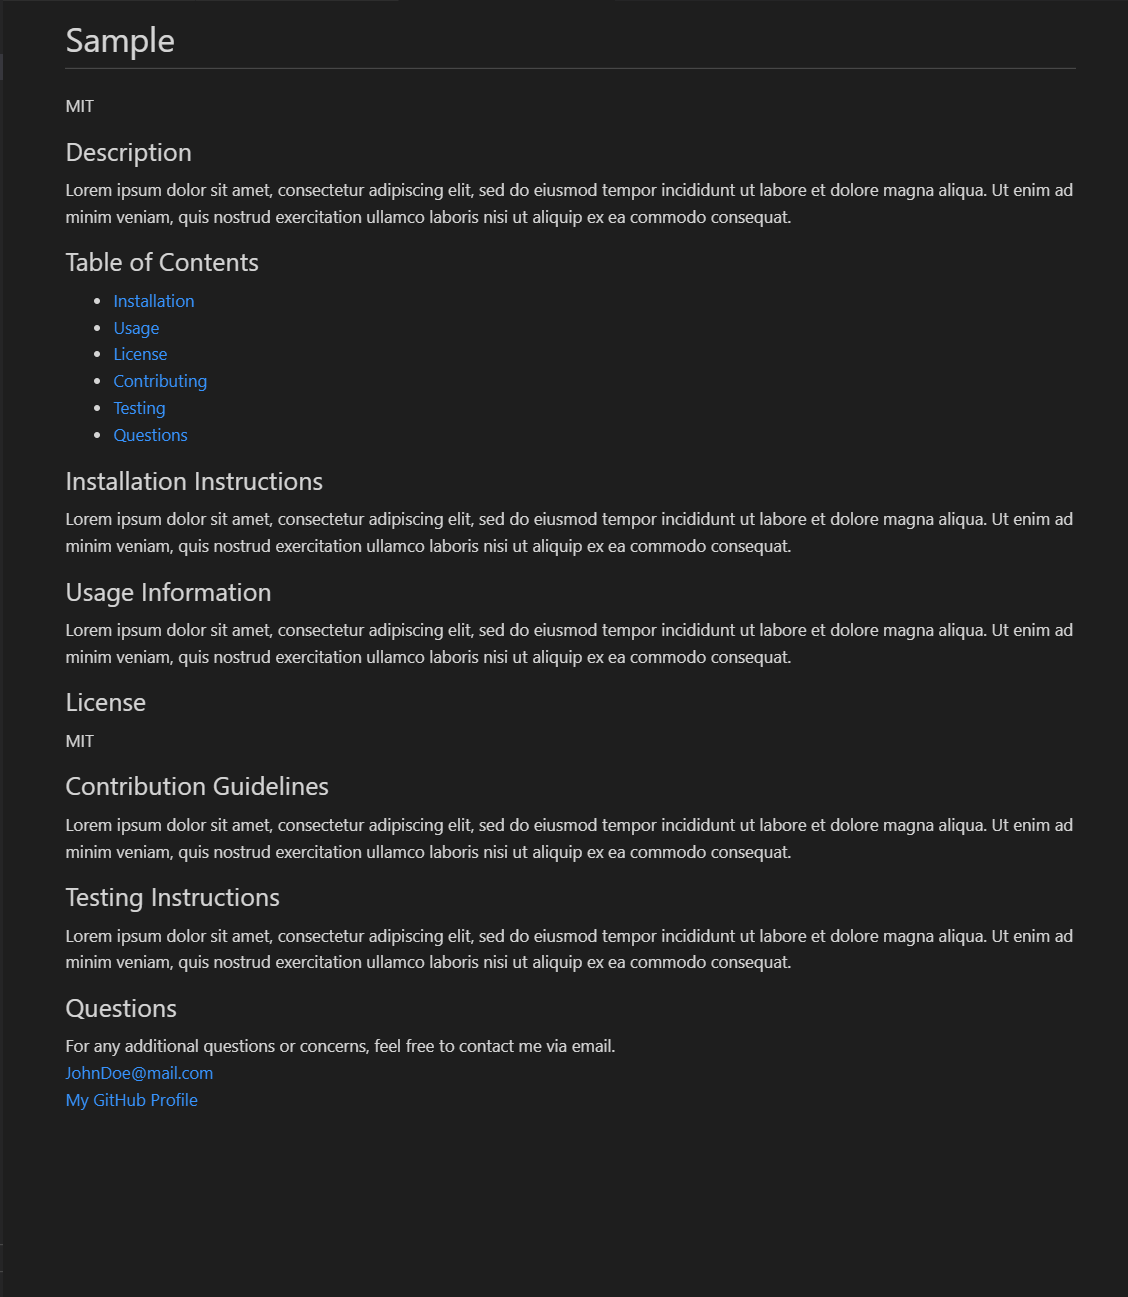 Sample
MIT
Description
Lorem ipsum dolor sit amet, consectetur adipiscing elit, sed do eiusmod tempor incididunt ut labore et dolore magna aliqua. Ut enim ad
minim veniam, quis nostrud exercitation ullamco laboris nisi ut aliquip ex ea commodo consequat.
Table of Contents
• Installation
• Usage
• License
• Contributing
• Testing
• Questions
Installation Instructions
Lorem ipsum dolor sit amet, consectetur adipiscing elit, sed do eiusmod tempor incididunt ut labore et dolore magna aliqua. Ut enim ad
minim veniam, quis nostrud exercitation ullamco laboris nisi ut aliquip ex ea commodo consequat.
Usage Information
Lorem ipsum dolor sit amet, consectetur adipiscing elit, sed do eiusmod tempor incididunt ut labore et dolore magna aliqua. Ut enim ad
minim veniam, quis nostrud exercitation ullamco laboris nisi ut aliquip ex ea commodo consequat.
License
MIT
Contribution Guidelines
Lorem ipsum dolor sit amet, consectetur adipiscing elit, sed do eiusmod tempor incididunt ut labore et dolore magna aliqua. Ut enim ad
minim veniam, quis nostrud exercitation ullamco laboris nisi ut aliquip ex ea commodo consequat.
Testing Instructions
Lorem ipsum dolor sit amet, consectetur adipiscing elit, sed do eiusmod tempor incididunt ut labore et dolore magna aliqua. Ut enim ad
minim veniam, quis nostrud exercitation ullamco laboris nisi ut aliquip ex ea commodo consequat.
Questions
For any additional questions or concerns, feel free to contact me via email.
JohnDoe@mail.com
My GitHub Profile